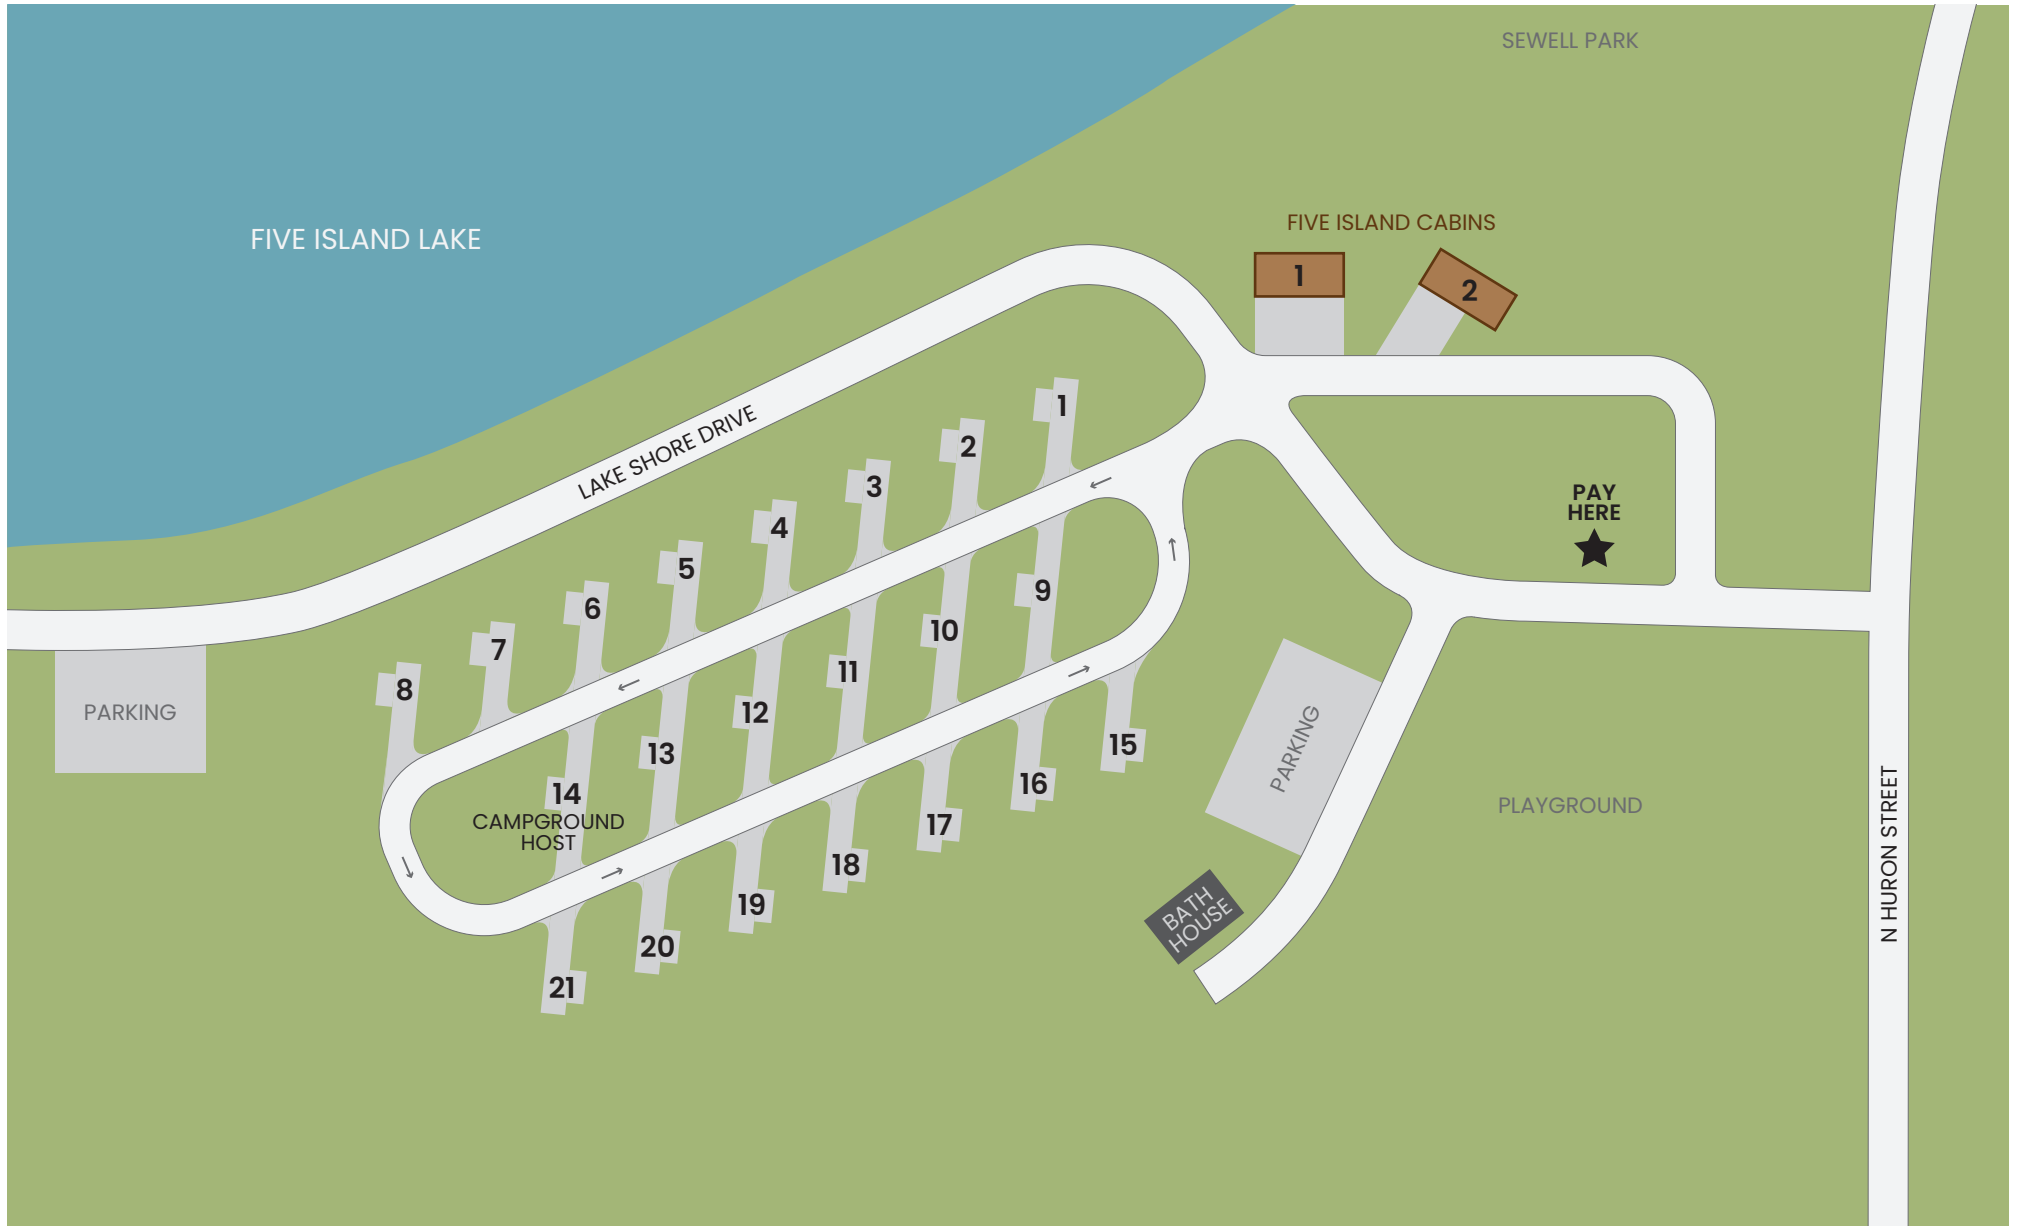 SEWELL PARK
FIVE ISLAND LAKE
FIVE ISLAND CABINS
1
2
LAKE SHORE DRIVE
1
2
3
4
5
6
7
8
PAY
HERE
9
10
11
12
13
14
CAMPGROUND
HOST
15
16
17
18
19
20
21
PARKING
PARKING
BATH
HOUSE
PLAYGROUND
N HURON STREET